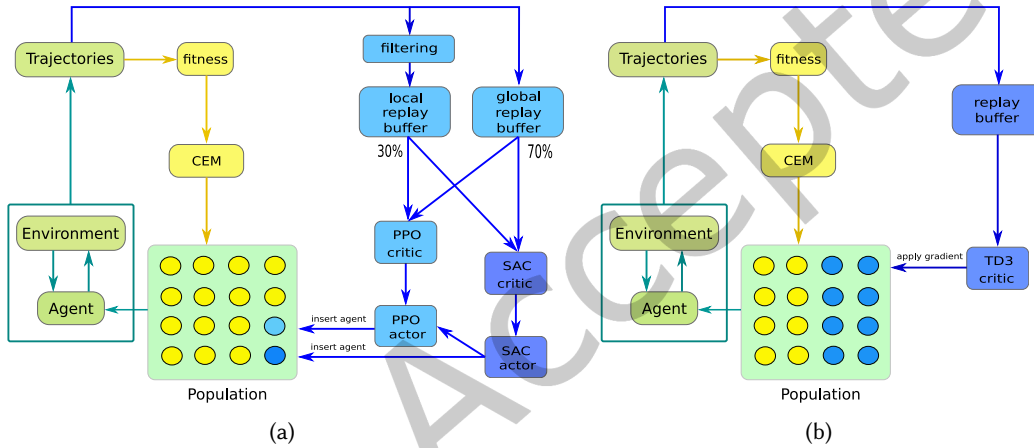 Trajectories
fitness
filtering
local
replay
buffer
global
replay
buffer
30%
70%
CEM
Environment
Agent
PPO
critic
SAC
critic
insert agent
PPO
actor
insert agent
SAC
actor
Population
(a)
Trajectories
fitness
replay
buffer
CEM
Environment
Agent
apply gradient
TD3
critic
Population
(b)
Accepte